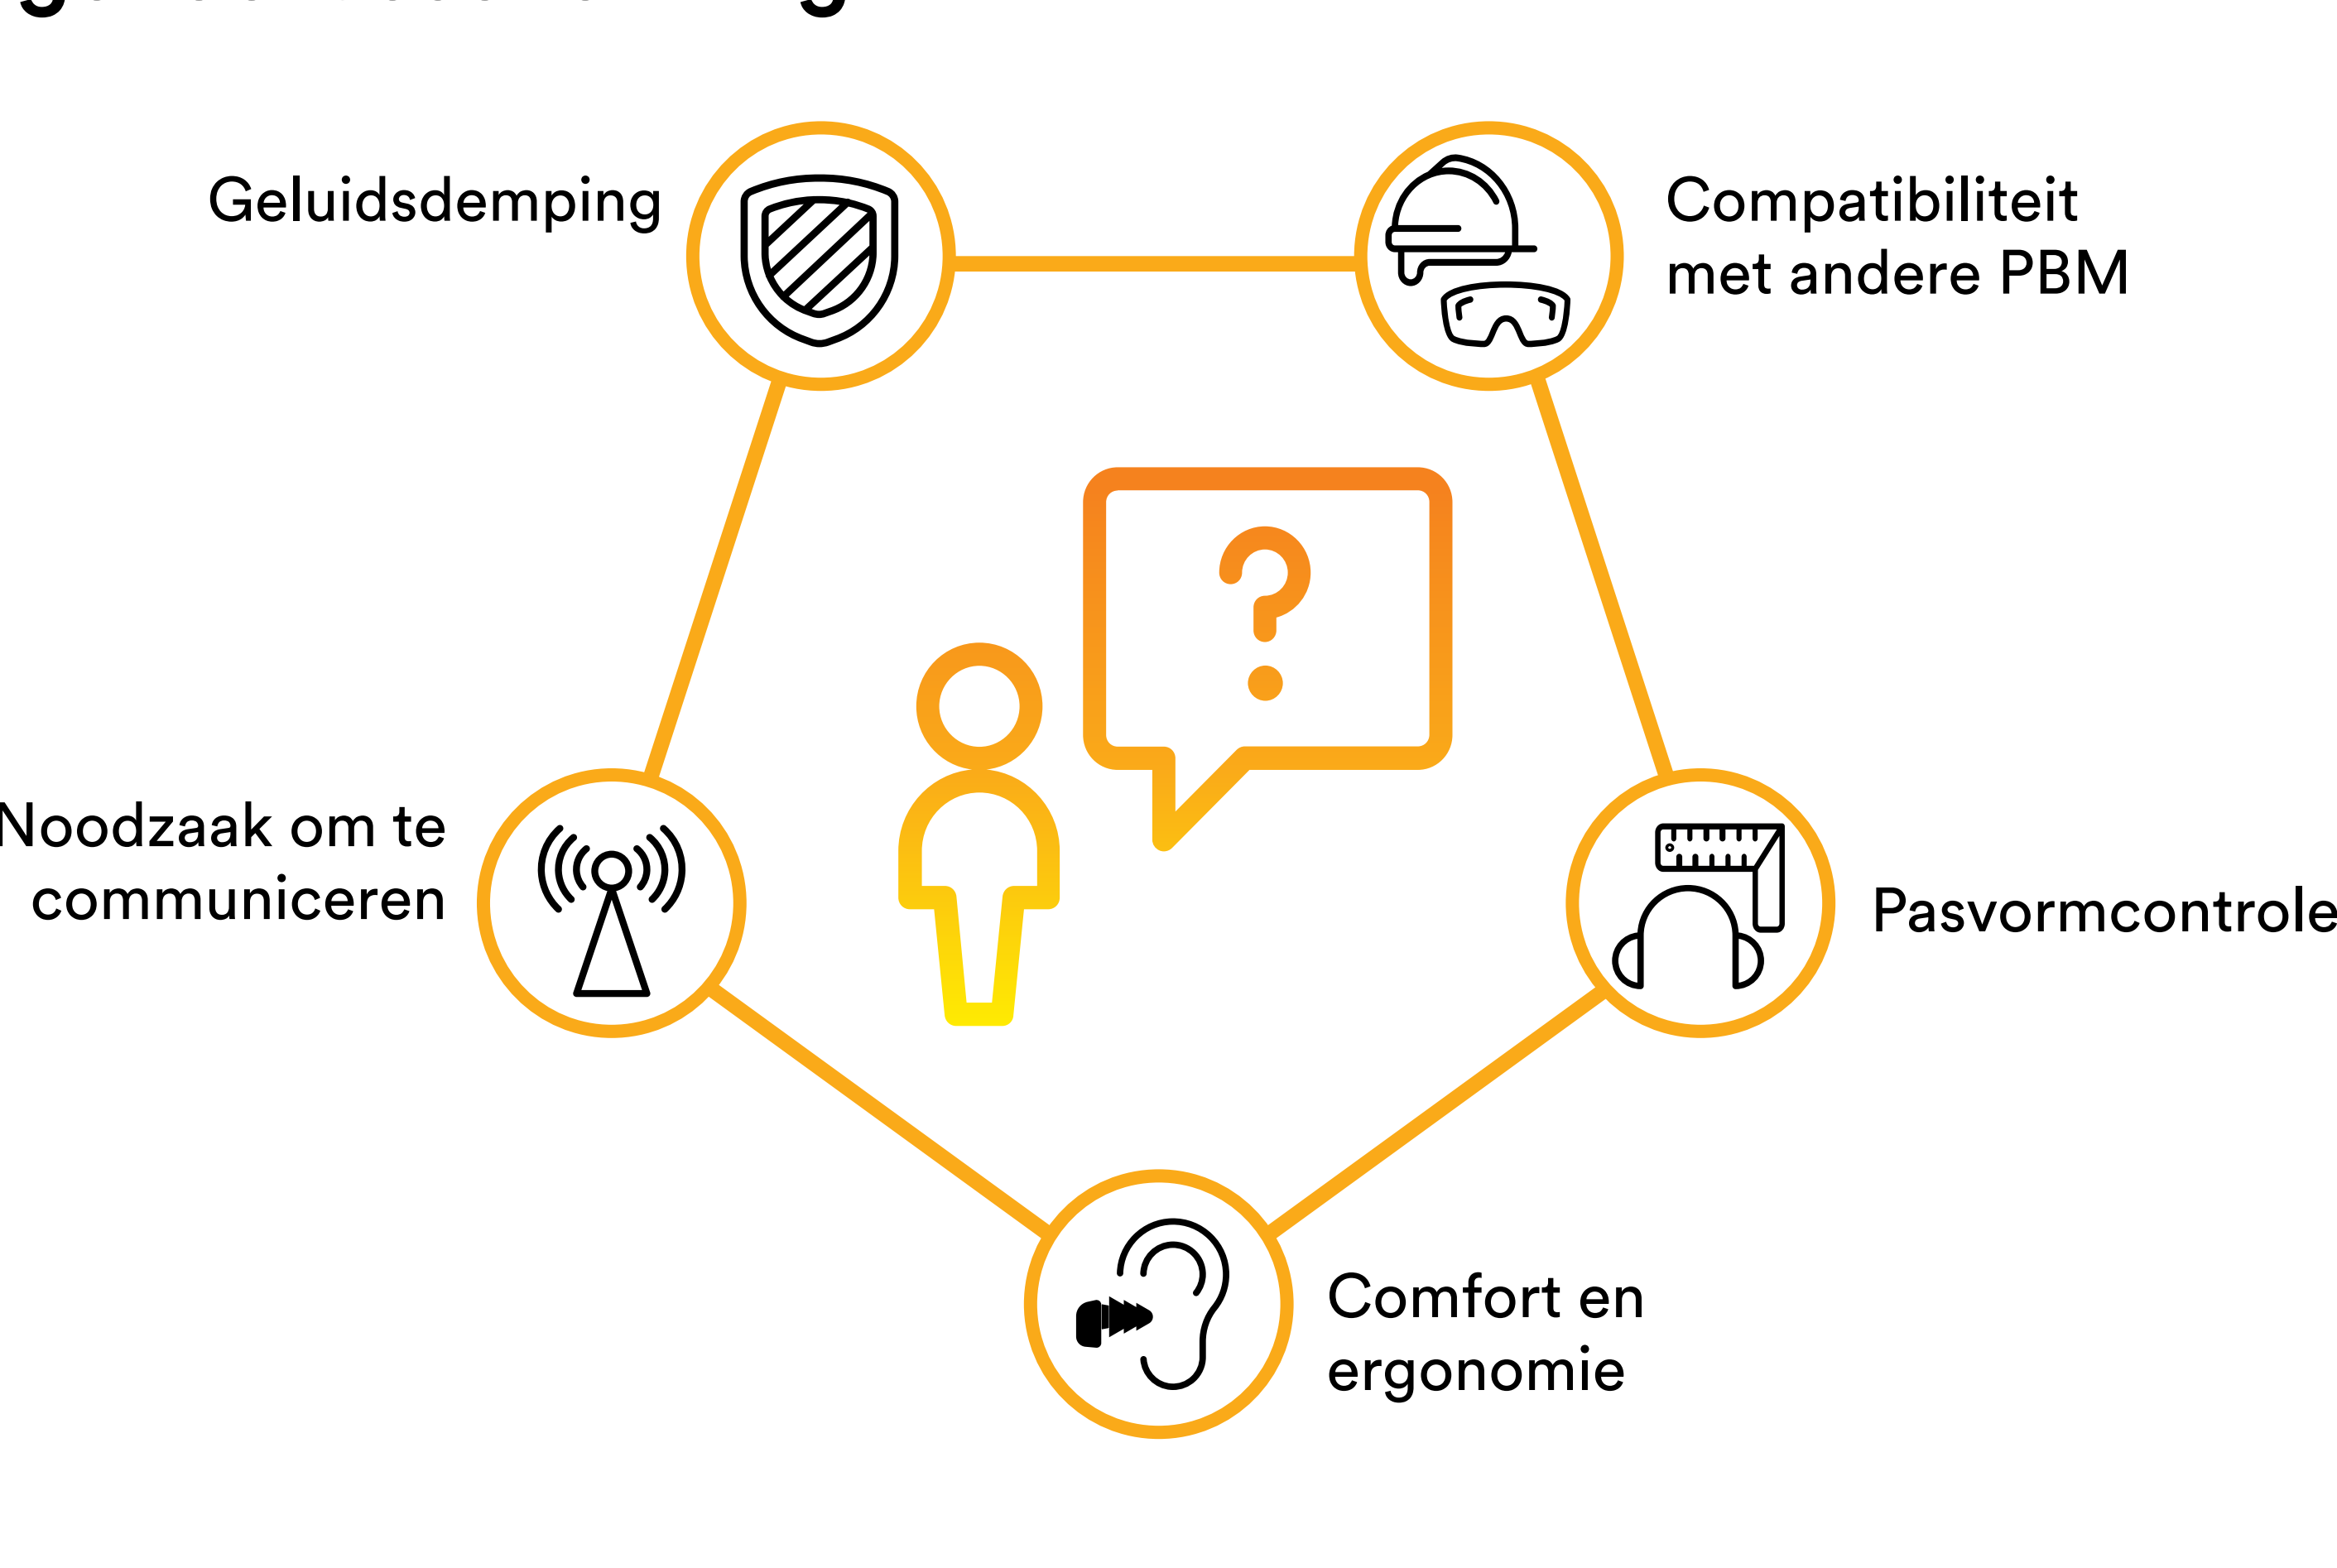 Geluidsdemping
Compatibiliteit
met andere PBM
Noodzaak om te
communiceren
Pasvormcontrole
Comfort en
ergonomie